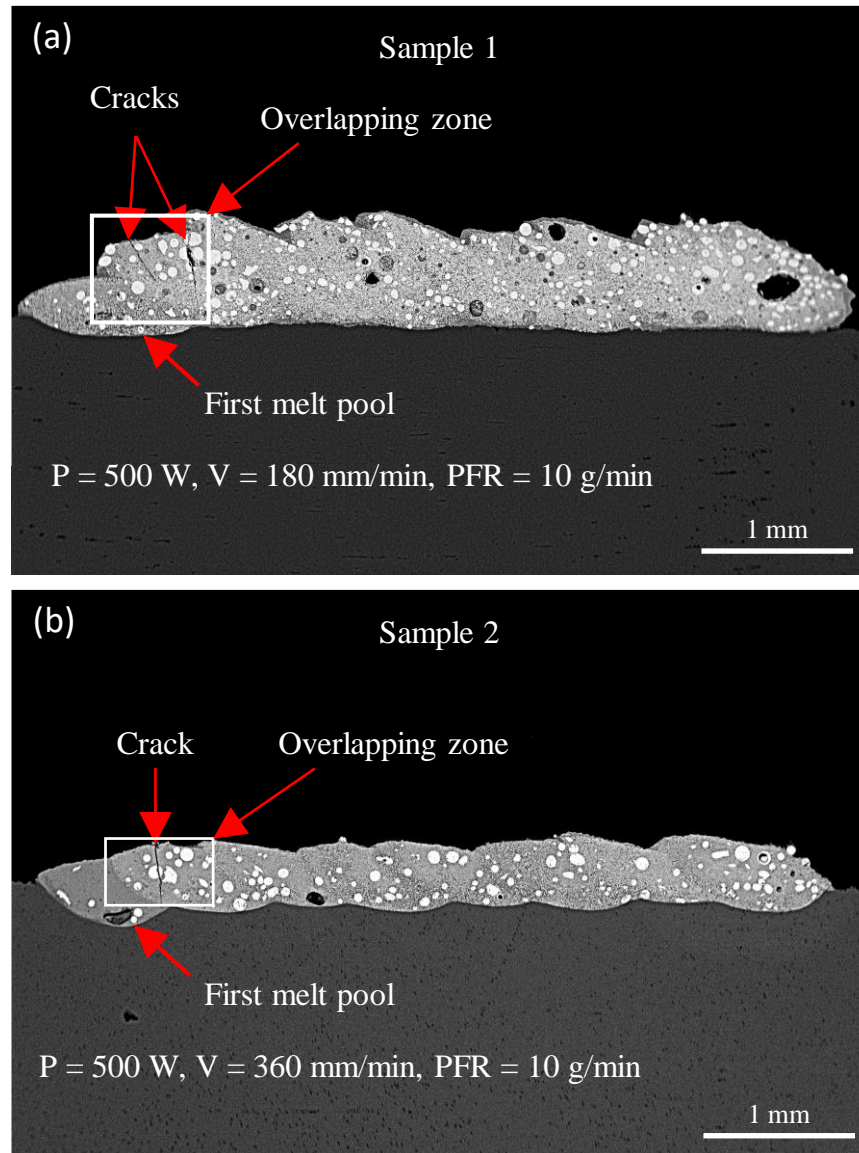 (a)
Sample 1
Cracks
Overlapping zone
First melt pool
P = 500 W, V = 180 mm/min, PFR = 10 g/min
1 mm
(b)
Sample 2
Crack
Overlapping zone
First melt pool
P = 500 W, V = 360 mm/min, PFR = 10 g/min
1 mm